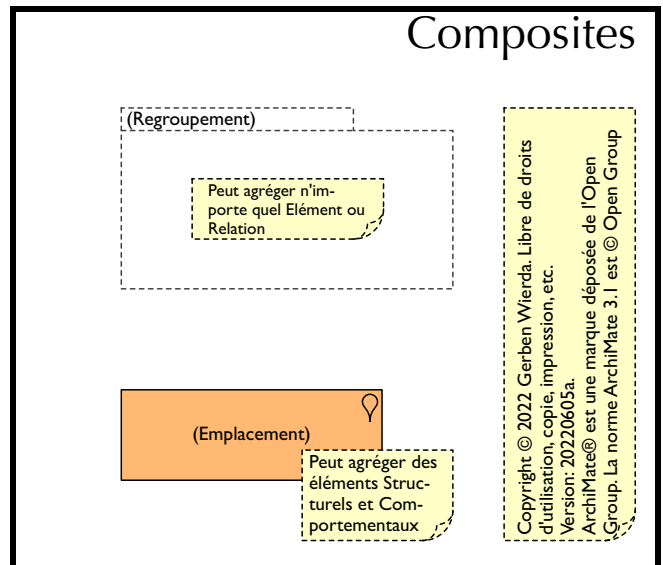 Composites
(Regroupement)
Peut agréger n'im-
porte quel Elément ou
Relation
(Emplacement)
Peut agréger des
éléments Struc-
turels et Com-
portementaux
Copyright © 2022 Gerben Wierda. Libre de droits
d'utilisation, copie, impression, etc.
Version: 20220605a.
ArchiMate® est une marque déposée de l'Open
Group. La norme ArchiMate 3.1 est © Open Group